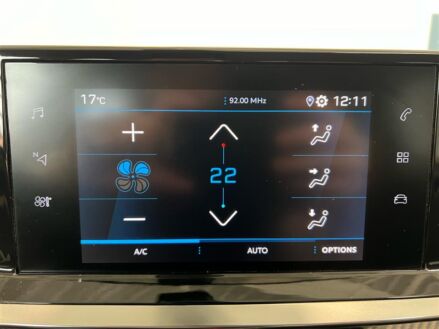 17°C 92.00 MHz 12:11
N
22
A/C AUTO OPTIONS